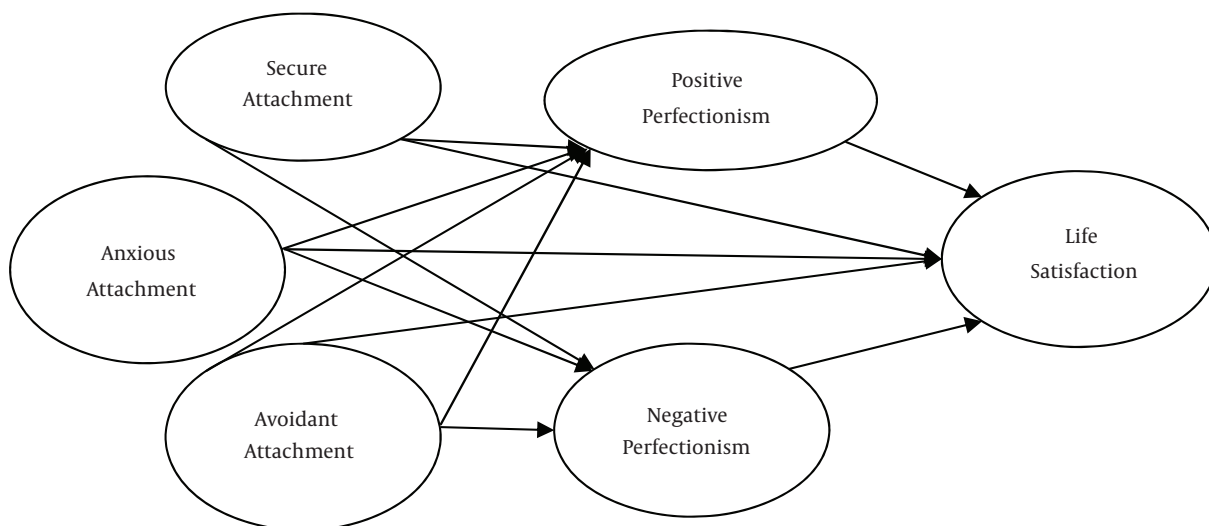 Secure
Attachment
Positive
Perfectionism
Anxious
Attachment
Life
Satisfaction
Avoidant
Attachment
Negative
Perfectionism